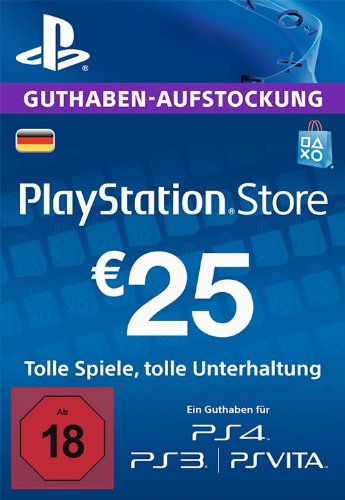 GUTHABEN-AUFSTOCKUNG
PlayStation.Store
€25
Tolle Spiele, tolle Unterhaltung
Ab
18
Ein Guthaben für
PS4
PS3 | PSVITA